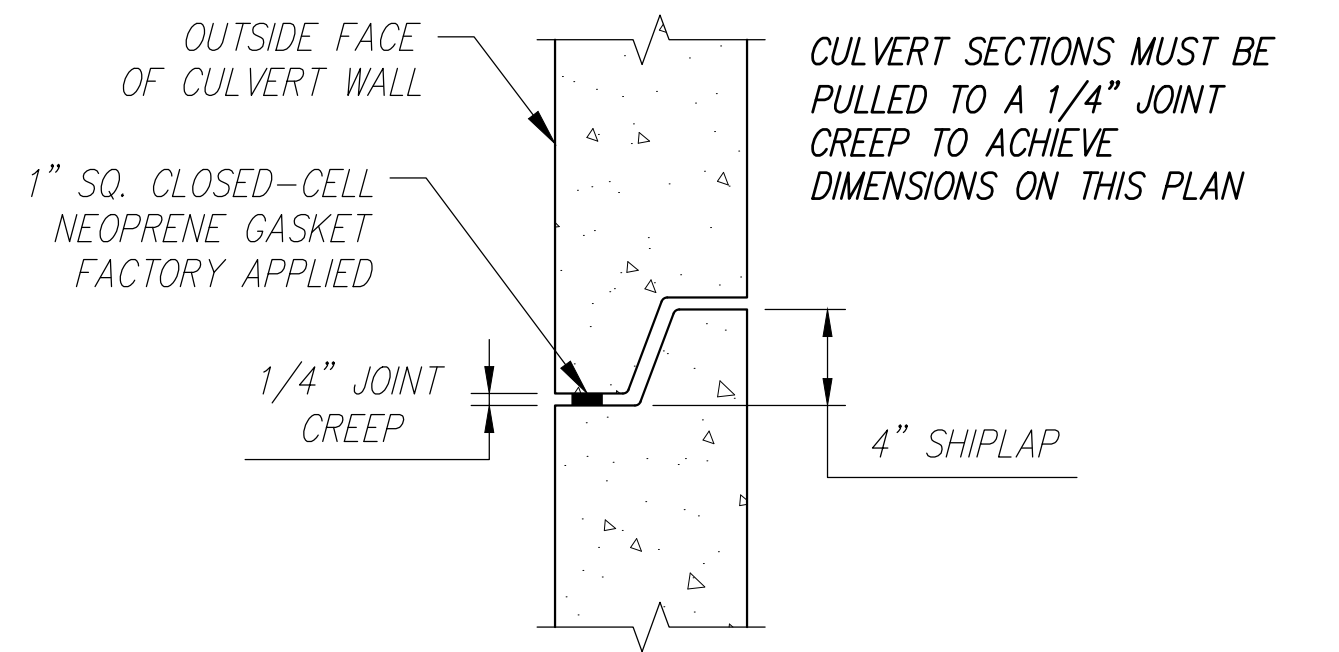 OUTSIDE FACE
OF CULVERT WALL
CULVERT SECTIONS MUST BE
PULLED TO A 1/4" JOINT
CREEP TO ACHIEVE
DIMENSIONS ON THIS PLAN
1" SQ. CLOSED-CELL
NEOPRENE GASKET
FACTORY APPLIED
1/4" JOINT
CREEP
4" SHIPLAP